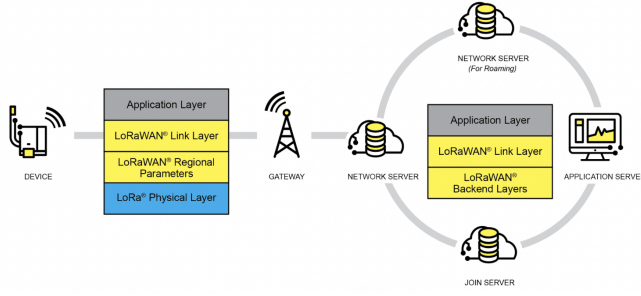 NETWORK SERVER
(For Roaming)
Application Layer
LoRaWAN® Link Layer
LoRaWAN® Regional
Parameters
LoRa® Physical Layer
Application Layer
LoRaWAN® Link Layer
LoRaWAN®
Backend Layers
DEVICE
GATEWAY
NETWORK SERVER
APPLICATION SERVE
JOIN SERVER